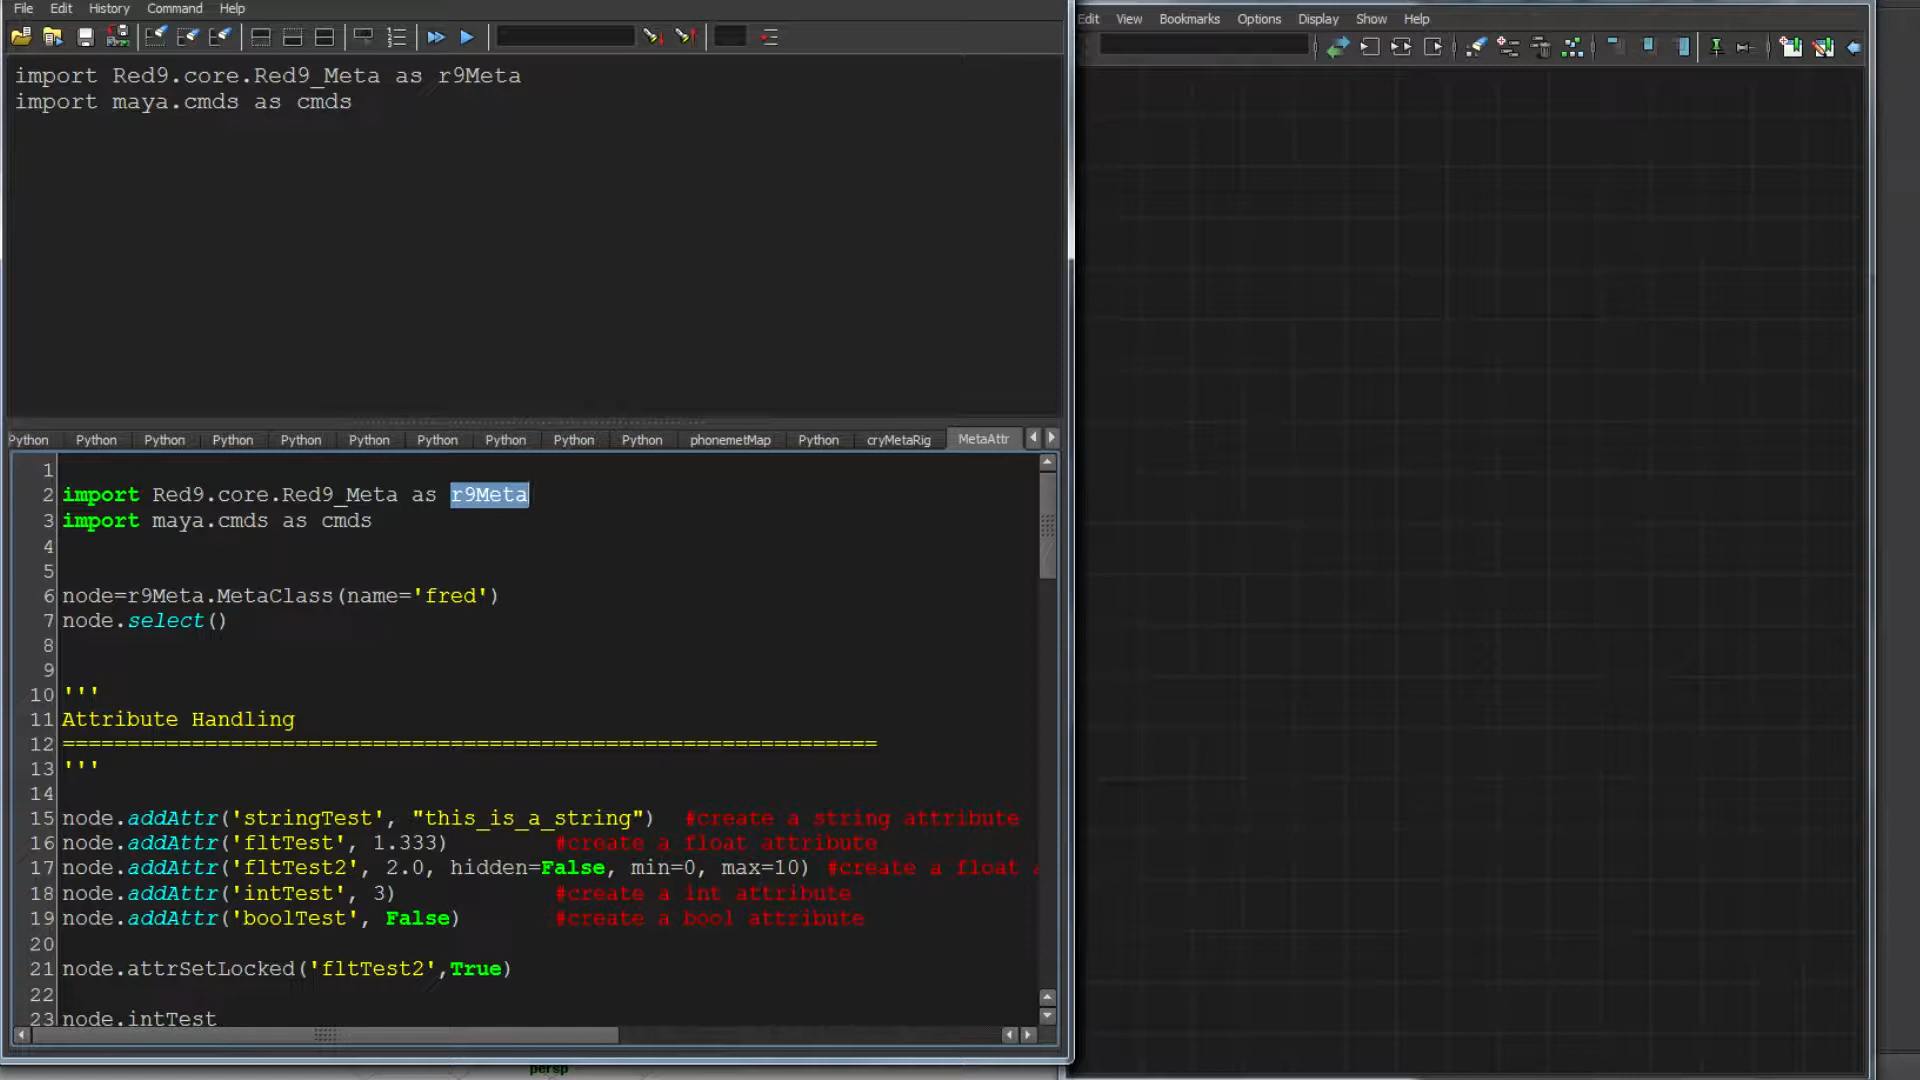 File Edit History Command Help
Edit View Bookmarks Options Display Show Help
import Red9.core.Red9_Meta as r9Meta
import maya.cmds as cmds
Python Python Python Python Python Python Python Python Python Python phonemetMap Python cryMetaRig MetaAttr
1
2 import Red9.core.Red9_Meta as r9Meta
3 import maya.cmds as cmds
4
5
6 node=r9Meta.MetaClass(name='fred')
7 node.select()
8
9
10 '''
11 Attribute Handling
12 ===============================================================
13 '''
14
15 node.addAttr('stringTest', "this_is_a_string") #create a string attribute
16 node.addAttr('fltTest', 1.333) #create a float attribute
17 node.addAttr('fltTest2', 2.0, hidden=False, min=0, max=10) #create a float
18 node.addAttr('intTest', 3) #create a int attribute
19 node.addAttr('boolTest', False) #create a bool attribute
20
21 node.attrSetLocked('fltTest2',True)
22
23 node.intTest
persp